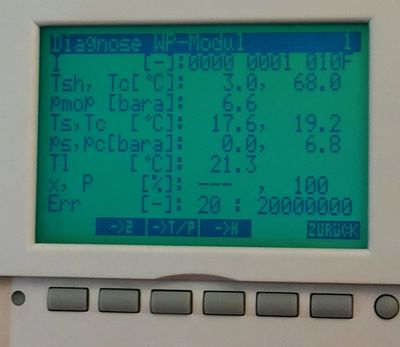 Diagnose WP-Modul 1
I [-]:0000 0001 010F
Tsh, Tc[°C]: 3.0, 68.0
pmop [bara]: 6.6
Ts,Tc [°C]: 17.6, 19.2
ps,pc[bara]: 0.0, 6.8
Tl [°C]: 21.3
x, P [%]: --- , 100
Err [-]: 20 : 20000000
->2 ->T/P ->H ZURÜCK